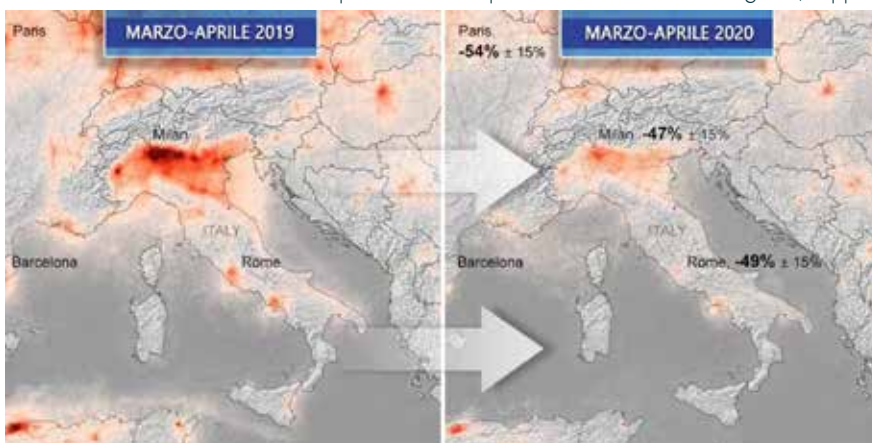 MARZO-APRILE 2019
Paris
Milan
ITALY
Barcelona
Rome
MARZO-APRILE 2020
Paris
-54% ± 15%
Milan -47% ± 15%
ITALY
Barcelona
Rome, -49% ± 15%